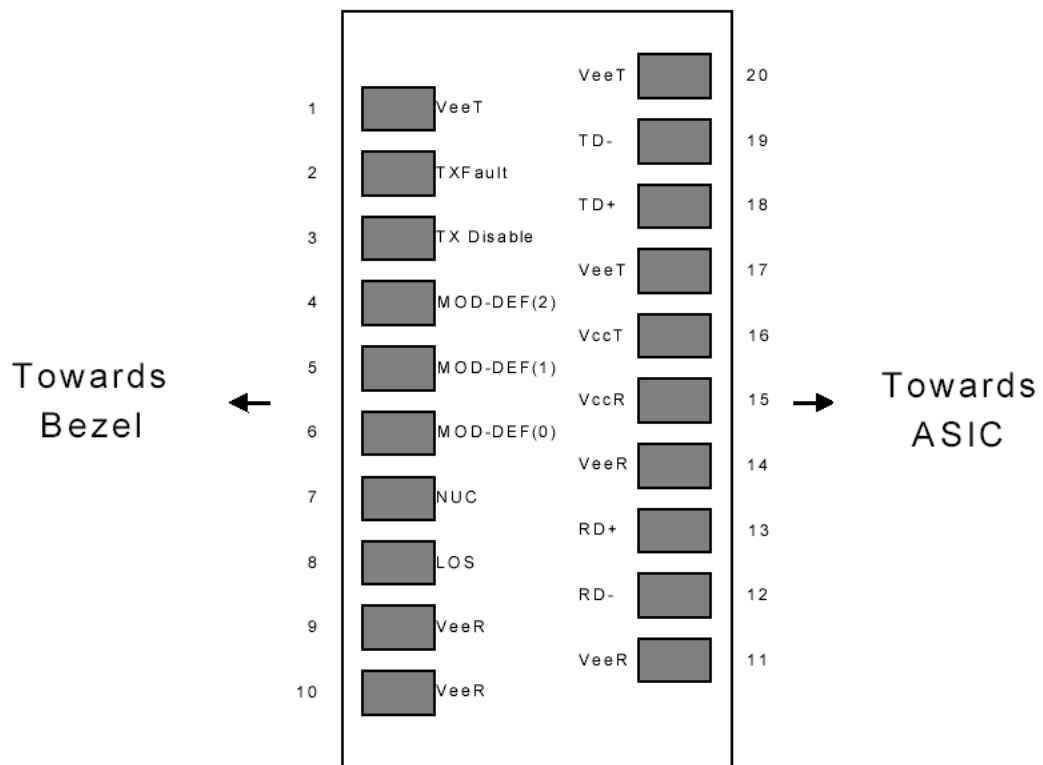 VeeT 20
1 VeeT
TD- 19
2 TXFault
TD+ 18
3 TX Disable
VeeT 17
4 MOD-DEF(2)
VccT 16
5 MOD-DEF(1)
Towards
Bezel
VccR 15
Towards
ASIC
6 MOD-DEF(0)
VeeR 14
7 NUC
RD+ 13
8 LOS
RD- 12
9 VeeR
VeeR 11
10 VeeR